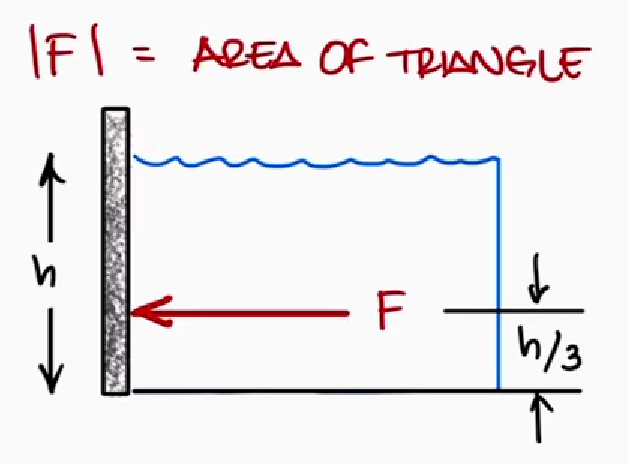 |F| = AREA OF TRIANGLE
h
F
h/3